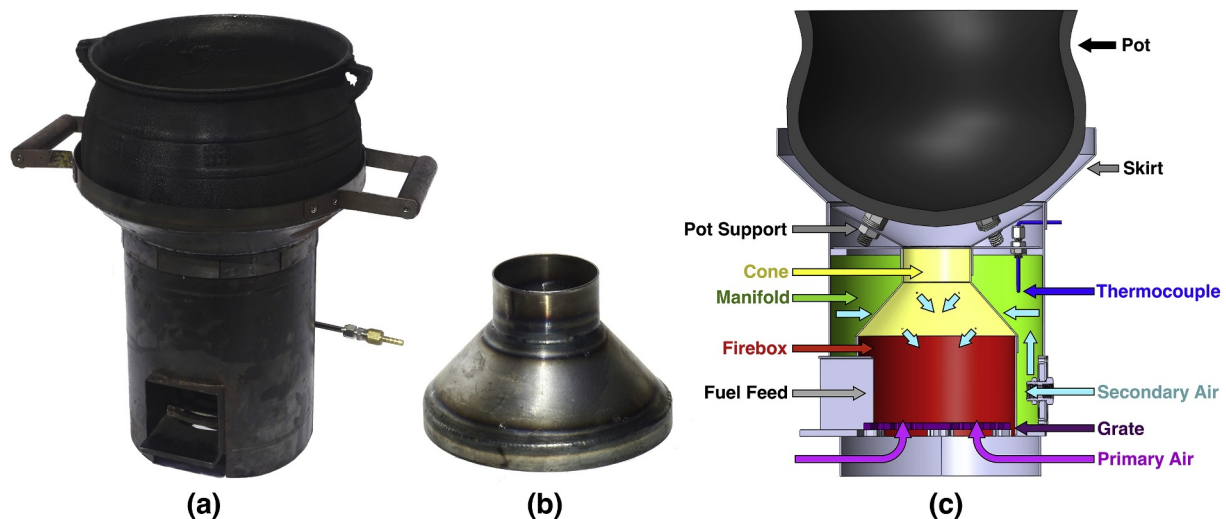 Pot
Skirt
Pot Support
Cone
Manifold
Thermocouple
Firebox
Fuel Feed
Secondary Air
Grate
Primary Air
(a)
(b)
(c)